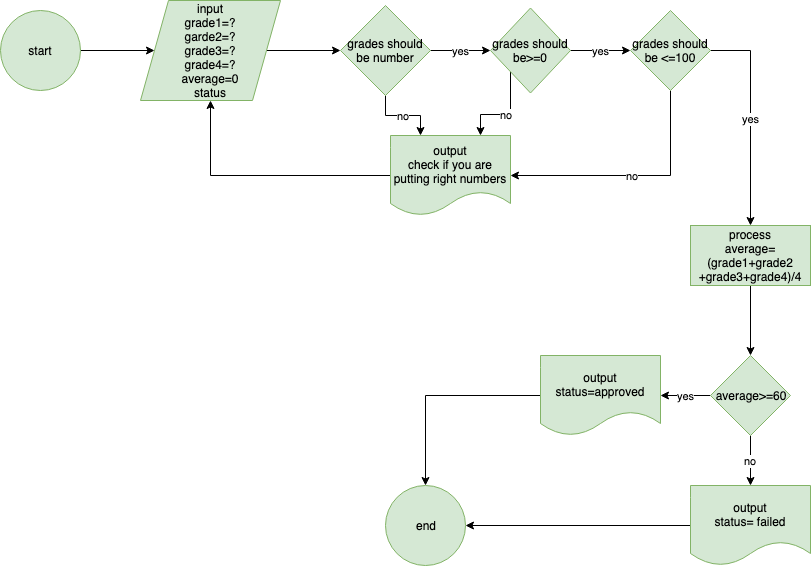 start
input
grade1=?
garde2=?
grade3=?
grade4=?
average=0
status
grades should
be number
yes
grades should
be>=0
yes
grades should
be <=100
yes
no
no
no
output
check if you are
putting right numbers
process
average=
(grade1+grade2
+grade3+grade4)/4
average>=60
yes
output
status=approved
no
output
status= failed
end